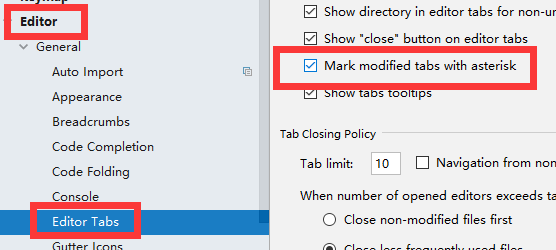 Keymap
Editor
General
Auto Import
Appearance
Breadcrumbs
Code Completion
Code Folding
Console
Editor Tabs
Gutter Icons
Show directory in editor tabs for non-un
Show "close" button on editor tabs
Mark modified tabs with asterisk
Show tabs tooltips
Tab Closing Policy
Tab limit: 10 Navigation from non
When number of opened editors exceeds ta
Close non-modified files first
Close less frequently used files